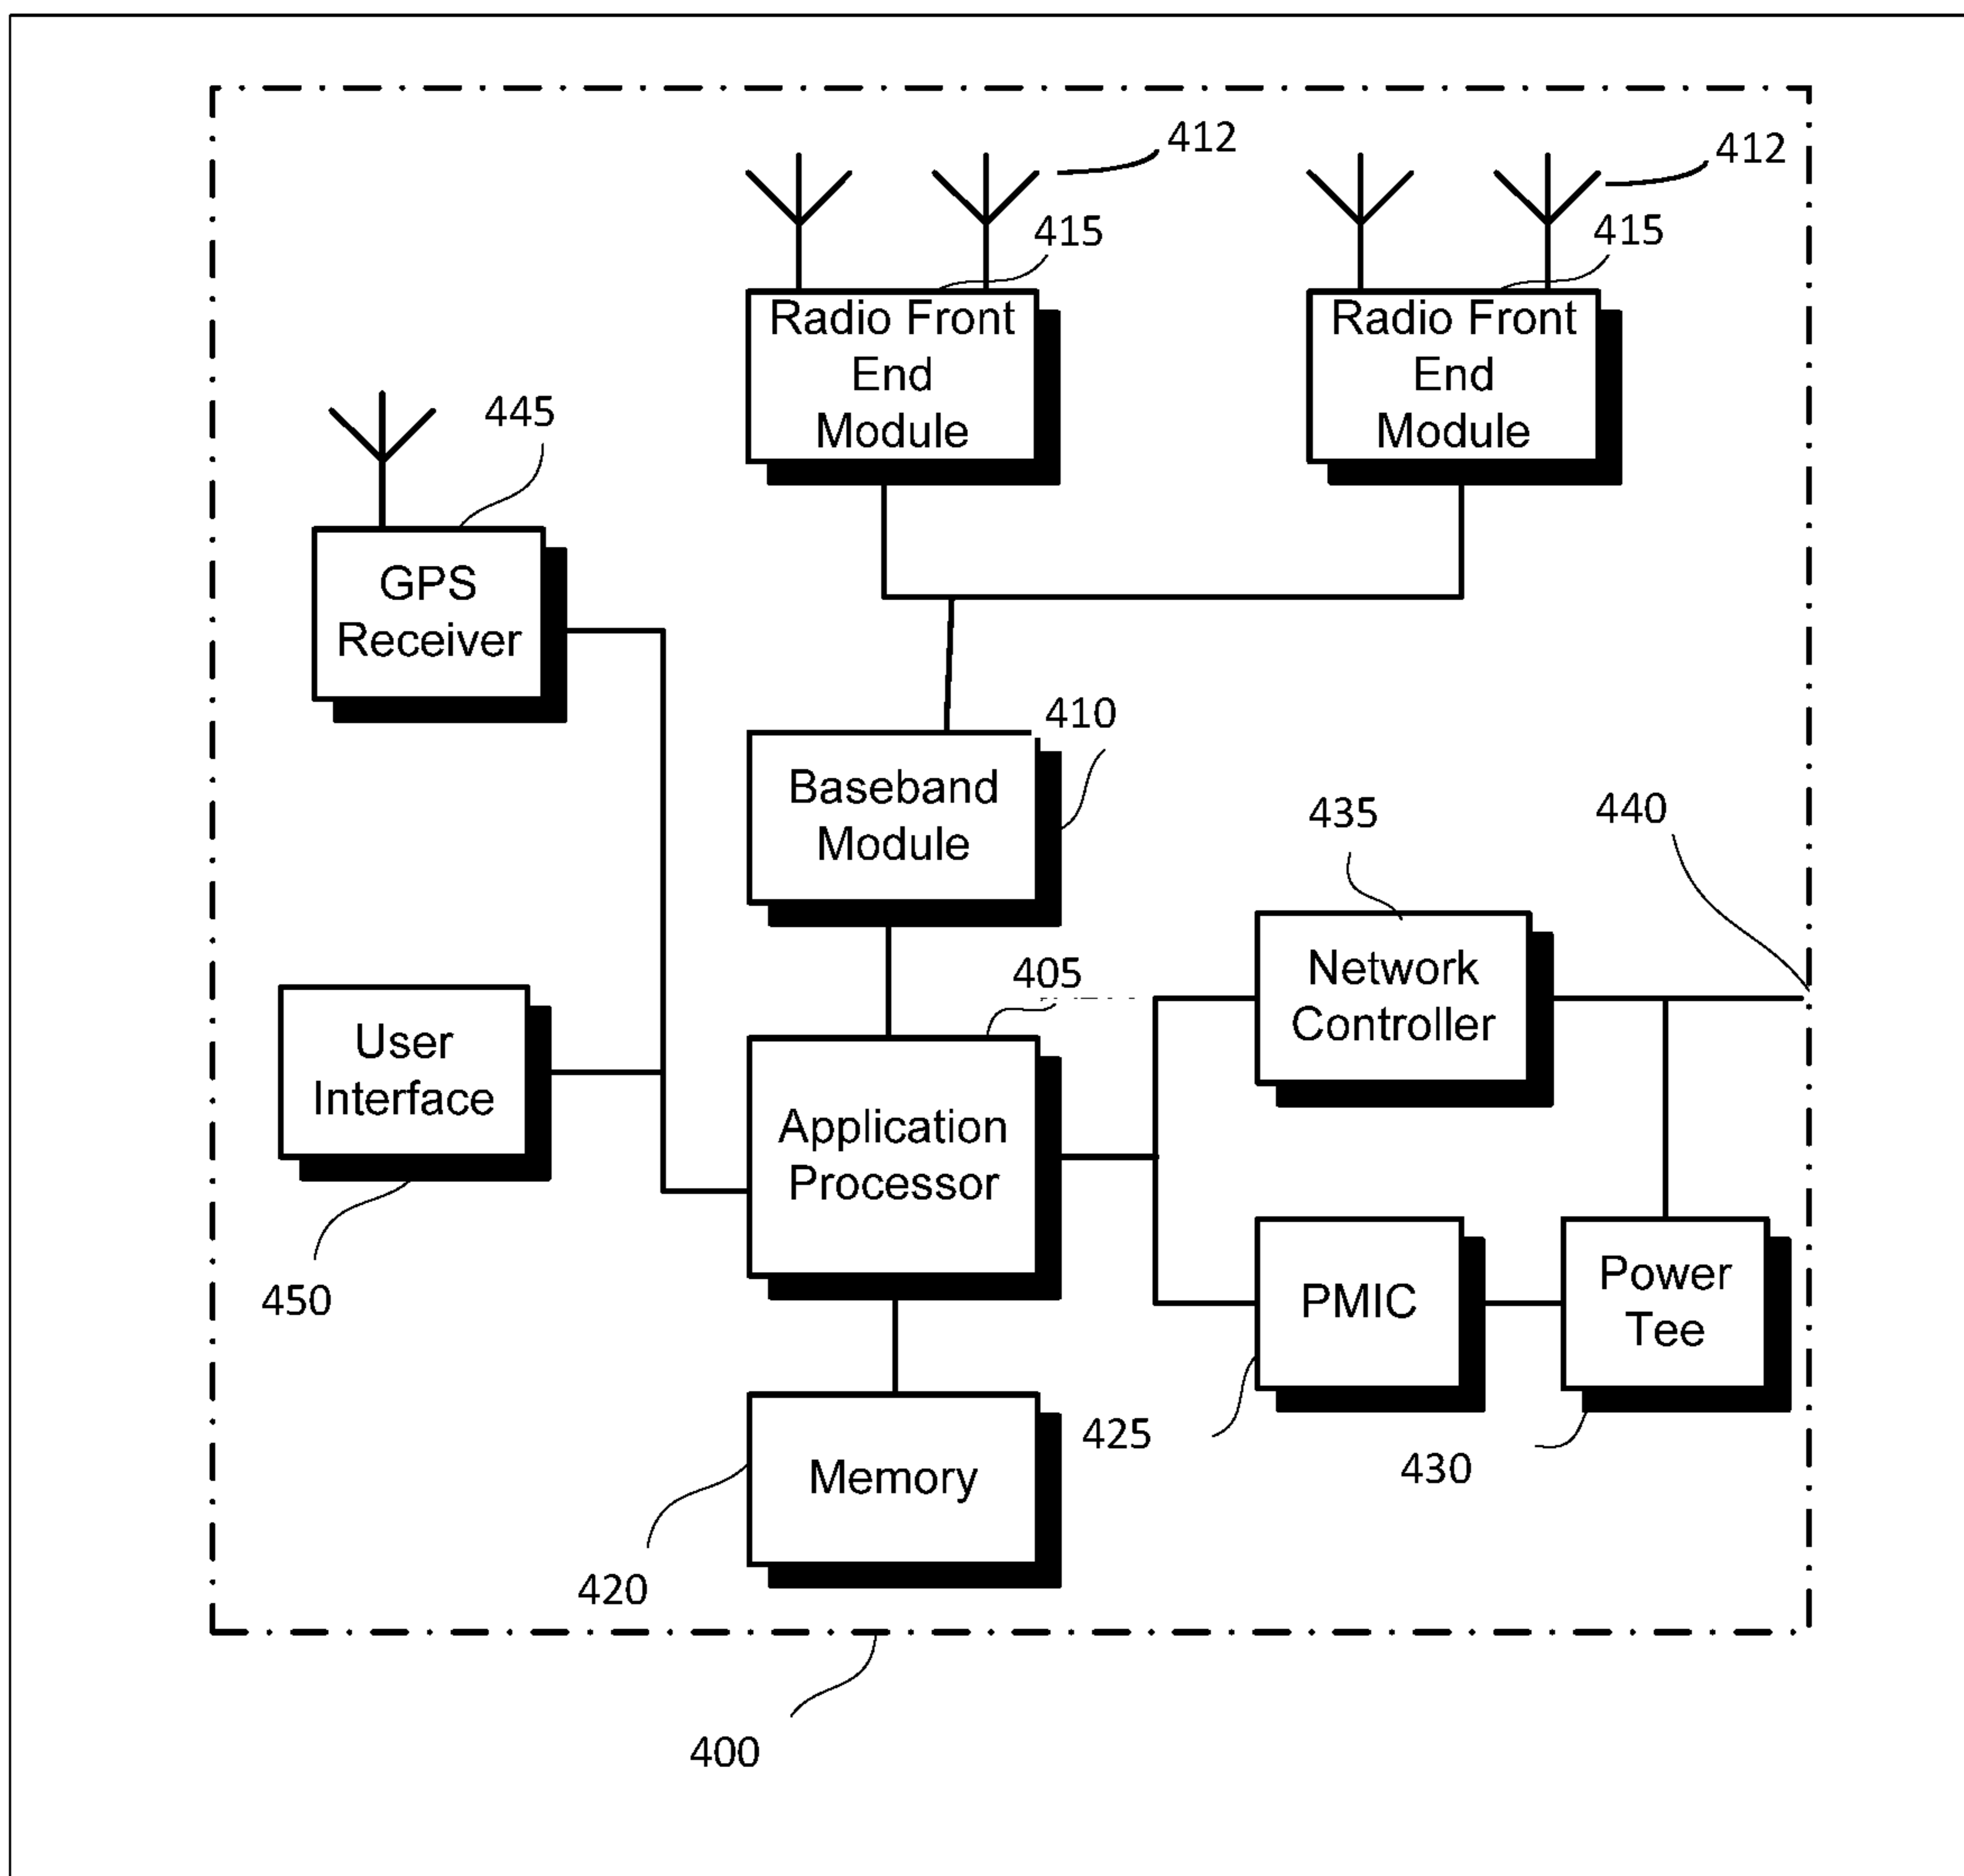 412
412
415
415
Radio Front
End
Module
Radio Front
End
Module
445
GPS
Receiver
410
Baseband
Module
435
440
Network
Controller
405
User
Interface
Application
Processor
450
PMIC
Power
Tee
425
430
Memory
420
400